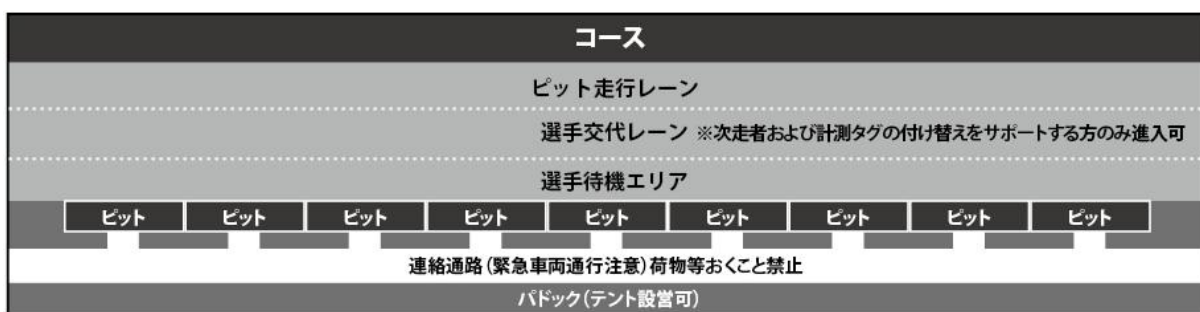 コース
ピット走行レーン
選手交代レーン ※次走者および計測タグの付け替えをサポートする方のみ進入可
選手待機エリア
ピット ピット ピット ピット ピット ピット ピット ピット ピット
連絡通路(緊急車両通行注意)荷物等おくこと禁止
パドック(テント設営可)